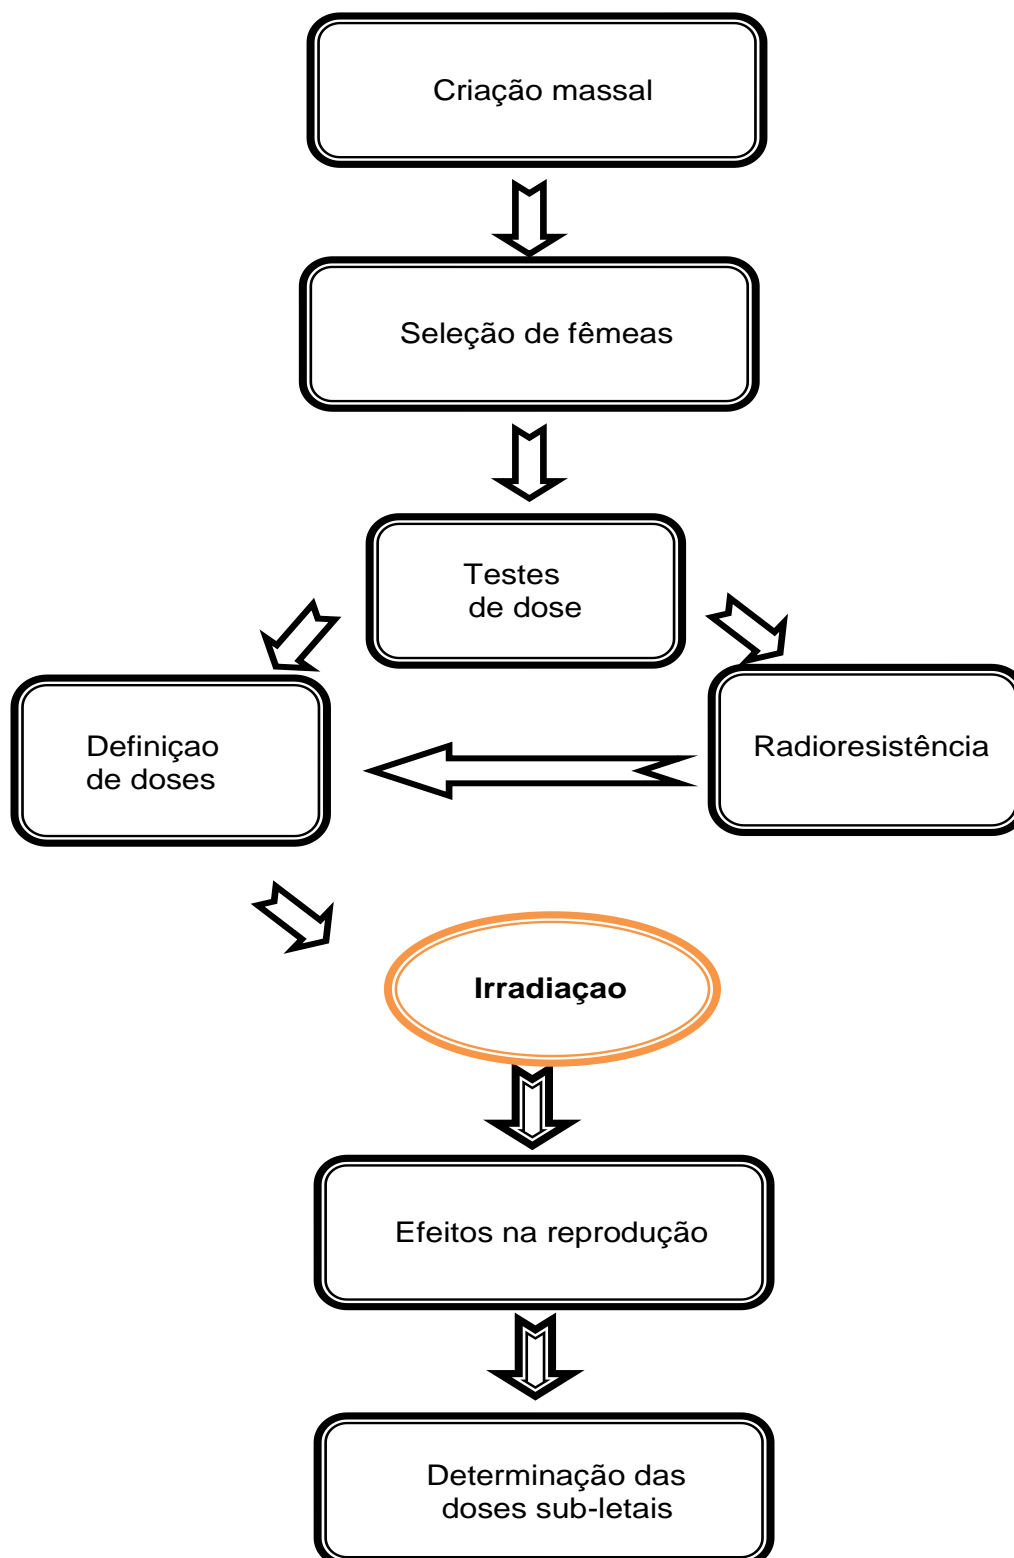 Criação massal
Seleção de fêmeas
Testes
de dose
Definiçao
de doses
Radioresistência
Irradiaçao
Efeitos na reprodução
Determinação das
doses sub-letais